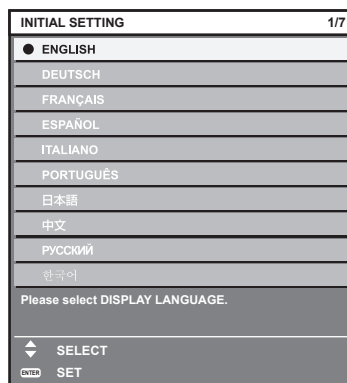 INITIAL SETTING 1/7
ENGLISH
DEUTSCH
FRANÇAIS
ESPAÑOL
ITALIANO
PORTUGUÊS
日本語
中文
РУССКИЙ
한국어
Please select DISPLAY LANGUAGE.
SELECT
ENTER SET